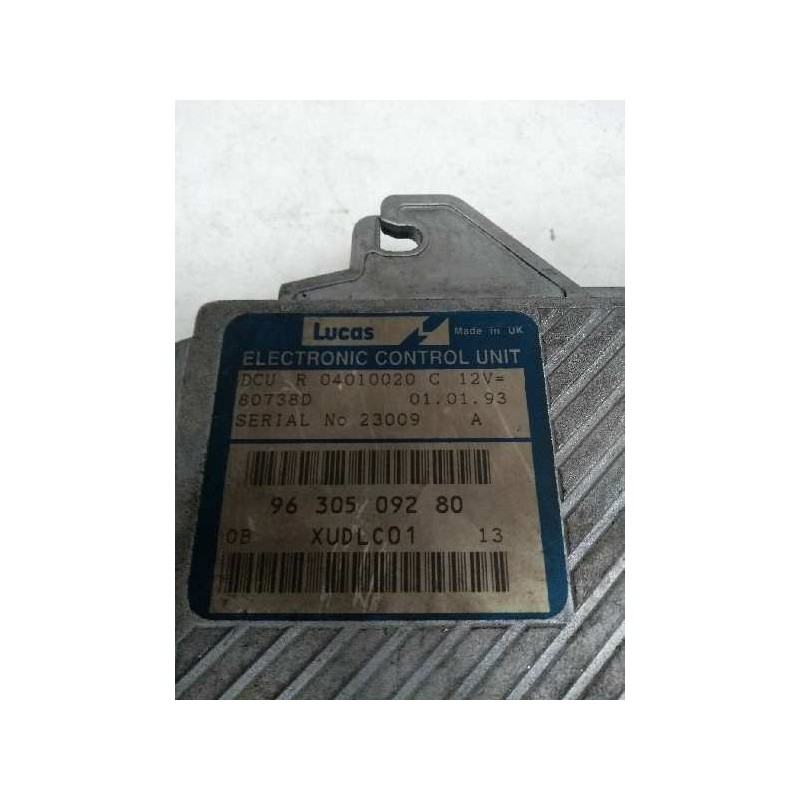 Lucas Made in UK
ELECTRONIC CONTROL UNIT
DCU R 04010020 C 12V=
80738D 01.01.93
SERIAL No 23009 A
96 305 092 80
0B XUDLC01 13